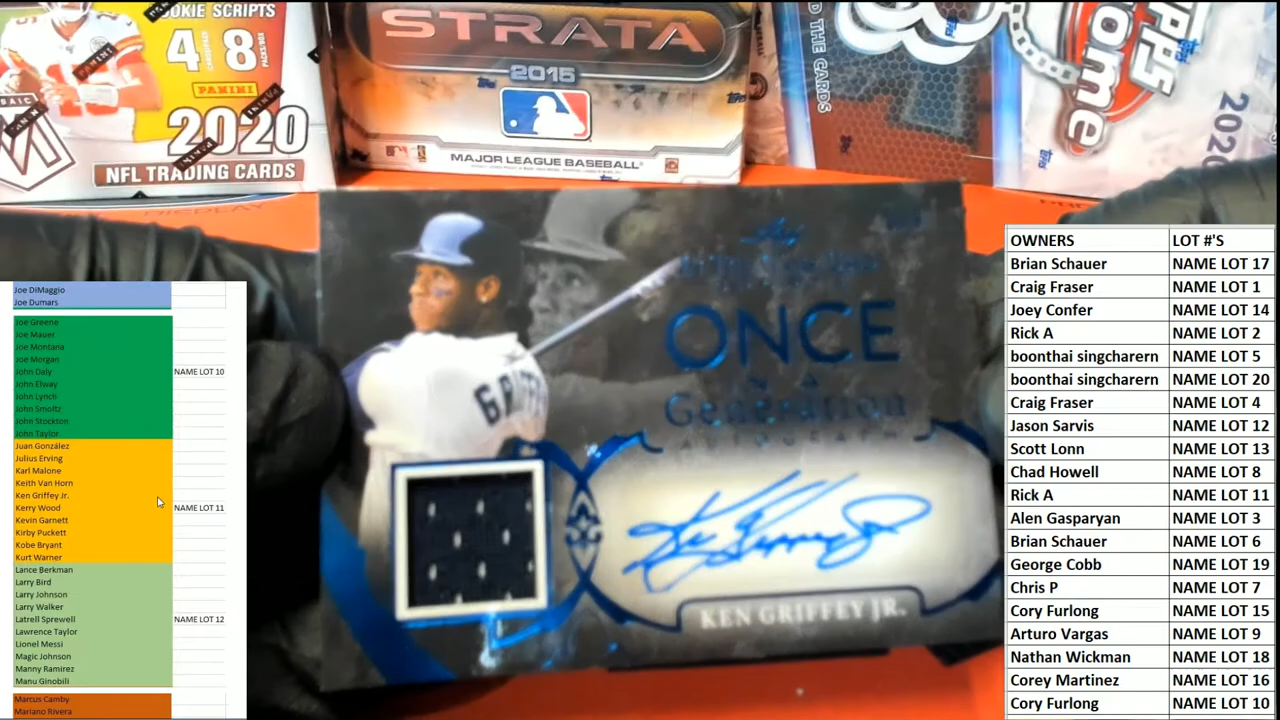 ROOKIE SCRIPTS
48
PANINI
2020
NFL TRADING CARDS
STRATA
2015
Topps
MAJOR LEAGUE BASEBALL
D THE CARDS
Topps
ome
202
ONCE
IN A
Generation
GRIFF
KEN GRIFFEY JR.
Joe DiMaggio
Joe Dumars
Joe Greene
Joe Mauer
Joe Montana
Joe Morgan
John Daly NAME LOT 10
John Elway
John Lynch
John Smoltz
John Stockton
John Taylor
Juan González
Julius Erving
Karl Malone
Keith Van Horn
Ken Griffey Jr.
Kerry Wood NAME LOT 11
Kevin Garnett
Kirby Puckett
Kobe Bryant
Kurt Warner
Lance Berkman
Larry Bird
Larry Johnson
Larry Walker
Latrell Sprewell NAME LOT 12
Lawrence Taylor
Lionel Messi
Magic Johnson
Manny Ramirez
Manu Ginobili
Marcus Camby
Mariano Rivera
OWNERS LOT #'S
Brian Schauer NAME LOT 17
Craig Fraser NAME LOT 1
Joey Confer NAME LOT 14
Rick A NAME LOT 2
boonthai singcharern NAME LOT 5
boonthai singcharern NAME LOT 20
Craig Fraser NAME LOT 4
Jason Sarvis NAME LOT 12
Scott Lonn NAME LOT 13
Chad Howell NAME LOT 8
Rick A NAME LOT 11
Alen Gasparyan NAME LOT 3
Brian Schauer NAME LOT 6
George Cobb NAME LOT 19
Chris P NAME LOT 7
Cory Furlong NAME LOT 15
Arturo Vargas NAME LOT 9
Nathan Wickman NAME LOT 18
Corey Martinez NAME LOT 16
Cory Furlong NAME LOT 10